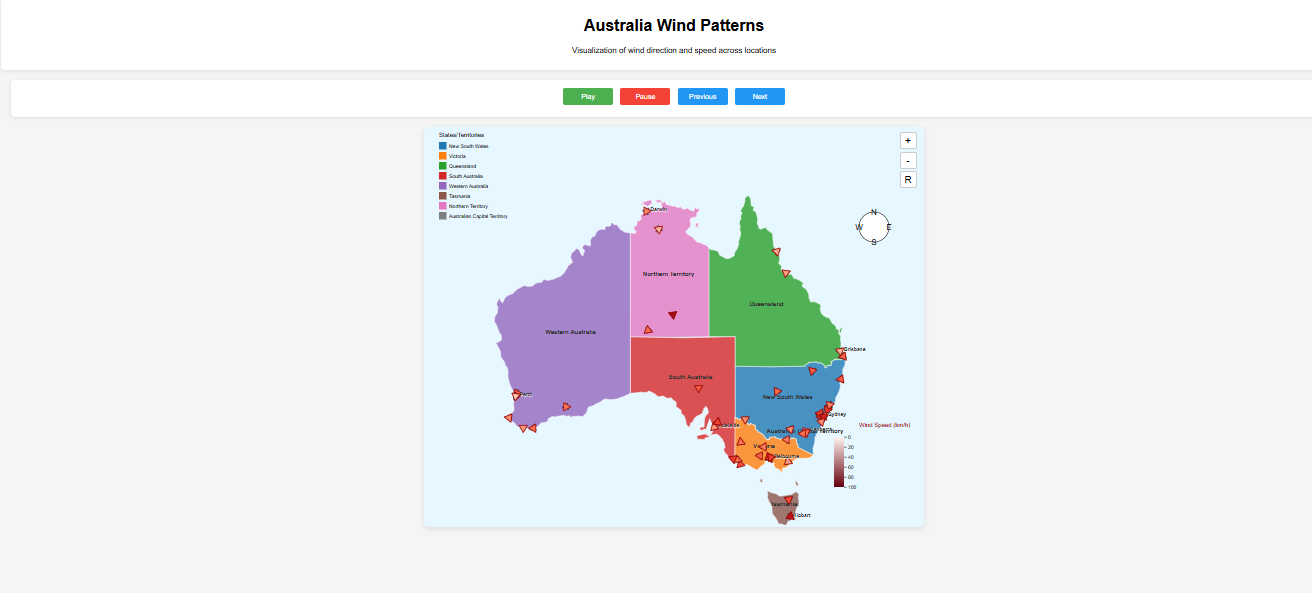 Australia Wind Patterns
Visualization of wind direction and speed across locations
Play Pause Previous Next
States/Territories
New South Wales
Victoria
Queensland
South Australia
Western Australia
Tasmania
Northern Territory
Australian Capital Territory
+
-
R
N
W E
S
Darwin
Northern Territory
Queensland
Western Australia
Brisbane
South Australia
Perth
New South Wales
Sydney
Adelaide
Wind Speed (km/h)
Territory
Melbourne
0
20
40
60
80
100
Tasmania
Hobart